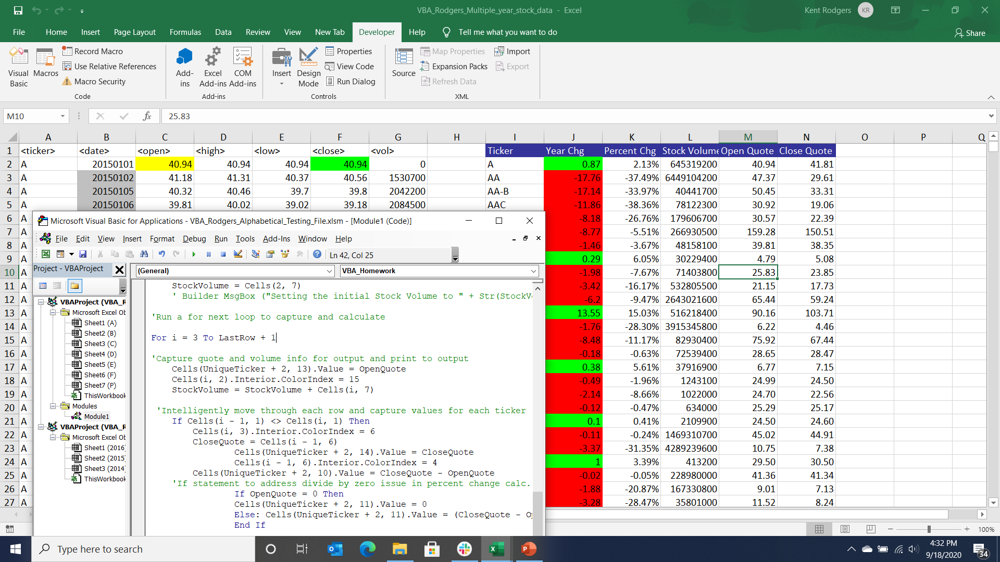 VBA_Rodgers_Multiple_year_stock_data - Excel
Kent Rodgers KR
File Home Insert Page Layout Formulas Data Review View New Tab Developer Help Tell me what you want to do Share
Visual Basic
Macros
Record Macro
Use Relative References
Macro Security
Code
Add-ins
Excel Add-ins
COM Add-ins
Add-ins
Insert
Design Mode
Properties
View Code
Run Dialog
Controls
Source
Map Properties
Expansion Packs
Refresh Data
Import
Export
XML
M10 fx 25.83
A B C D E F G H I J K L M N O P Q
1 <ticker> <date> <open> <high> <low> <close> <vol> Ticker Year Chg Percent Chg Stock Volume Open Quote Close Quote
2 A 20150101 40.94 40.94 40.94 40.94 0 A 0.87 2.13% 645319200 40.94 41.81
3 A 20150102 41.18 41.31 40.37 40.56 1530700 AA -17.76 -37.49% 6449104200 47.37 29.61
4 A 20150105 40.32 40.46 39.7 39.8 2042200 AA-B -17.14 -33.97% 40441700 50.45 33.31
5 A 20150106 39.81 40.02 39.02 39.18 2084500 AAC -11.86 -38.36% 78122300 30.92 19.06
6 A -8.18 -26.76% 179606700 30.57 22.39
7 A -8.77 -5.51% 266930500 159.28 150.51
8 A -1.46 -3.67% 48158100 39.81 38.35
9 A 0.29 6.05% 30229400 4.79 5.08
10 A -1.98 -7.67% 71403800 25.83 23.85
11 A -3.42 -16.17% 532805500 21.15 17.73
12 A -6.2 -9.47% 2643021600 65.44 59.24
13 A 13.55 15.03% 516218400 90.16 103.71
14 A -1.76 -28.30% 3915345800 6.22 4.46
15 A -8.48 -11.17% 82930400 75.92 67.44
16 A -0.18 -0.63% 72539400 28.65 28.47
17 A 0.38 5.61% 37916900 6.77 7.15
18 A -0.49 -1.96% 1243100 24.99 24.50
19 A -2.14 -8.66% 1022000 24.70 22.56
20 A -0.12 -0.47% 634000 25.29 25.17
21 A 0.1 0.41% 2109900 24.50 24.60
22 A -0.11 -0.24% 1469310700 45.02 44.91
23 A -3.37 -31.35% 4289239600 10.75 7.38
24 A 1 3.39% 413200 29.50 30.50
25 A -0.02 -0.05% 228980000 41.36 41.34
26 A -1.88 -20.87% 167330800 9.01 7.13
27 A -3.28 -28.47% 35801000 11.52 8.24
Microsoft Visual Basic for Applications - VBA_Rodgers_Alphabetical_Testing_File.xlsm - [Module1 (Code)]
File Edit View Insert Format Debug Run Tools Add-Ins Window Help
Ln 42, Col 25
Project - VBAProject
VBAProject (VBA_R
Microsoft Excel Ob
Sheet1 (A)
Sheet2 (B)
Sheet3 (C)
Sheet4 (D)
Sheet5 (E)
Sheet6 (F)
Sheet7 (P)
ThisWorkbook
Modules
Module1
VBAProject (VBA_R
Microsoft Excel Ob
Sheet1 (2016)
Sheet2 (2015)
Sheet3 (2014)
ThisWorkbook
(General) VBA_Homework
StockVolume = Cells(2, 7)
' Builder MsgBox ("Setting the initial Stock Volume to " + Str(StockV
'Run a for next loop to capture and calculate
For i = 3 To LastRow + 1
'Capture quote and volume info for output and print to output
Cells(UniqueTicker + 2, 13).Value = OpenQuote
Cells(i, 2).Interior.ColorIndex = 15
StockVolume = StockVolume + Cells(i, 7)
'Intelligently move through each row and capture values for each ticker
If Cells(i - 1, 1) <> Cells(i, 1) Then
Cells(i, 3).Interior.ColorIndex = 6
CloseQuote = Cells(i - 1, 6)
Cells(UniqueTicker + 2, 14).Value = CloseQuote
Cells(i - 1, 6).Interior.ColorIndex = 4
Cells(UniqueTicker + 2, 10).Value = CloseQuote - OpenQuote
'If statement to address divide by zero issue in percent change calc.
If OpenQuote = 0 Then
Cells(UniqueTicker + 2, 11).Value = 0
Else: Cells(UniqueTicker + 2, 11).Value = (CloseQuote - Op
End If
100%
Type here to search
4:32 PM
9/18/2020
34